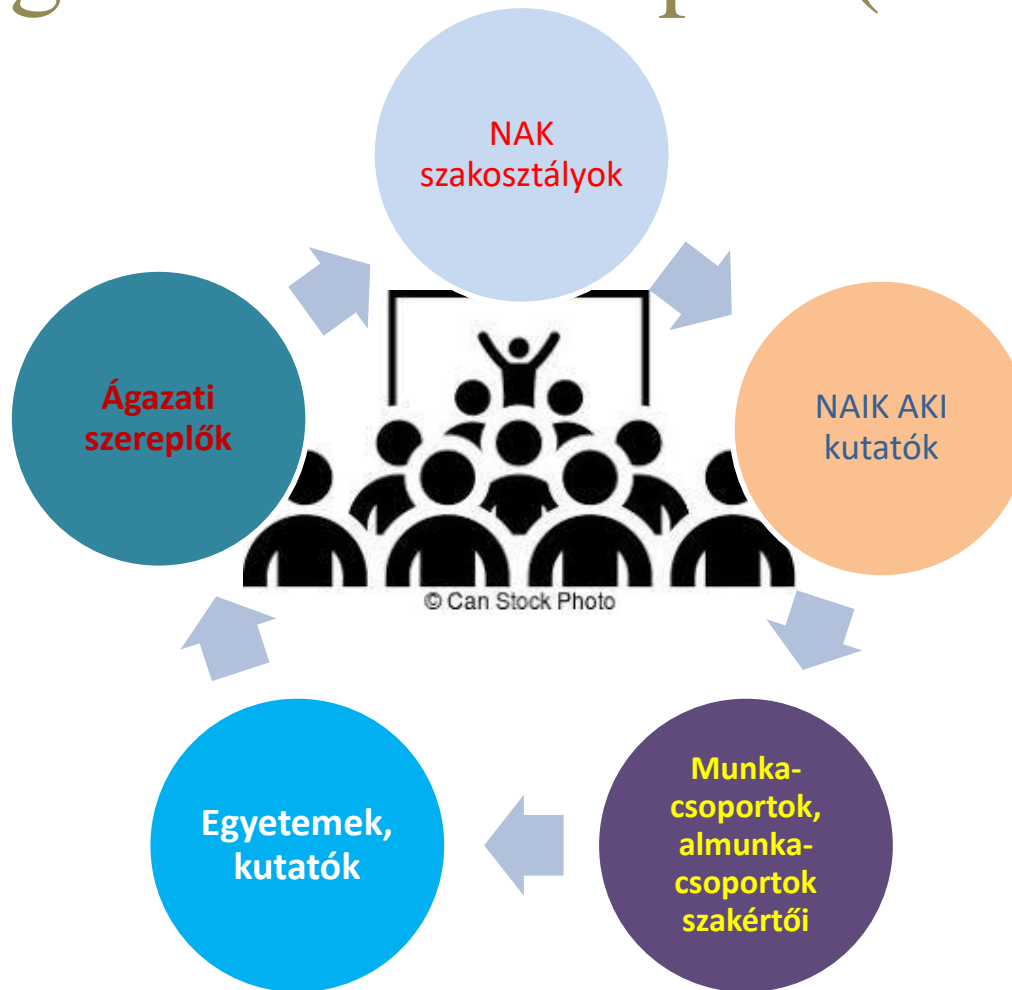 NAK
szakosztályok
NAIK AKI
kutatók
Munka-
csoportok,
almunka-
csoportok
szakértői
Egyetemek,
kutatók
Ágazati
szereplők
© Can Stock Photo